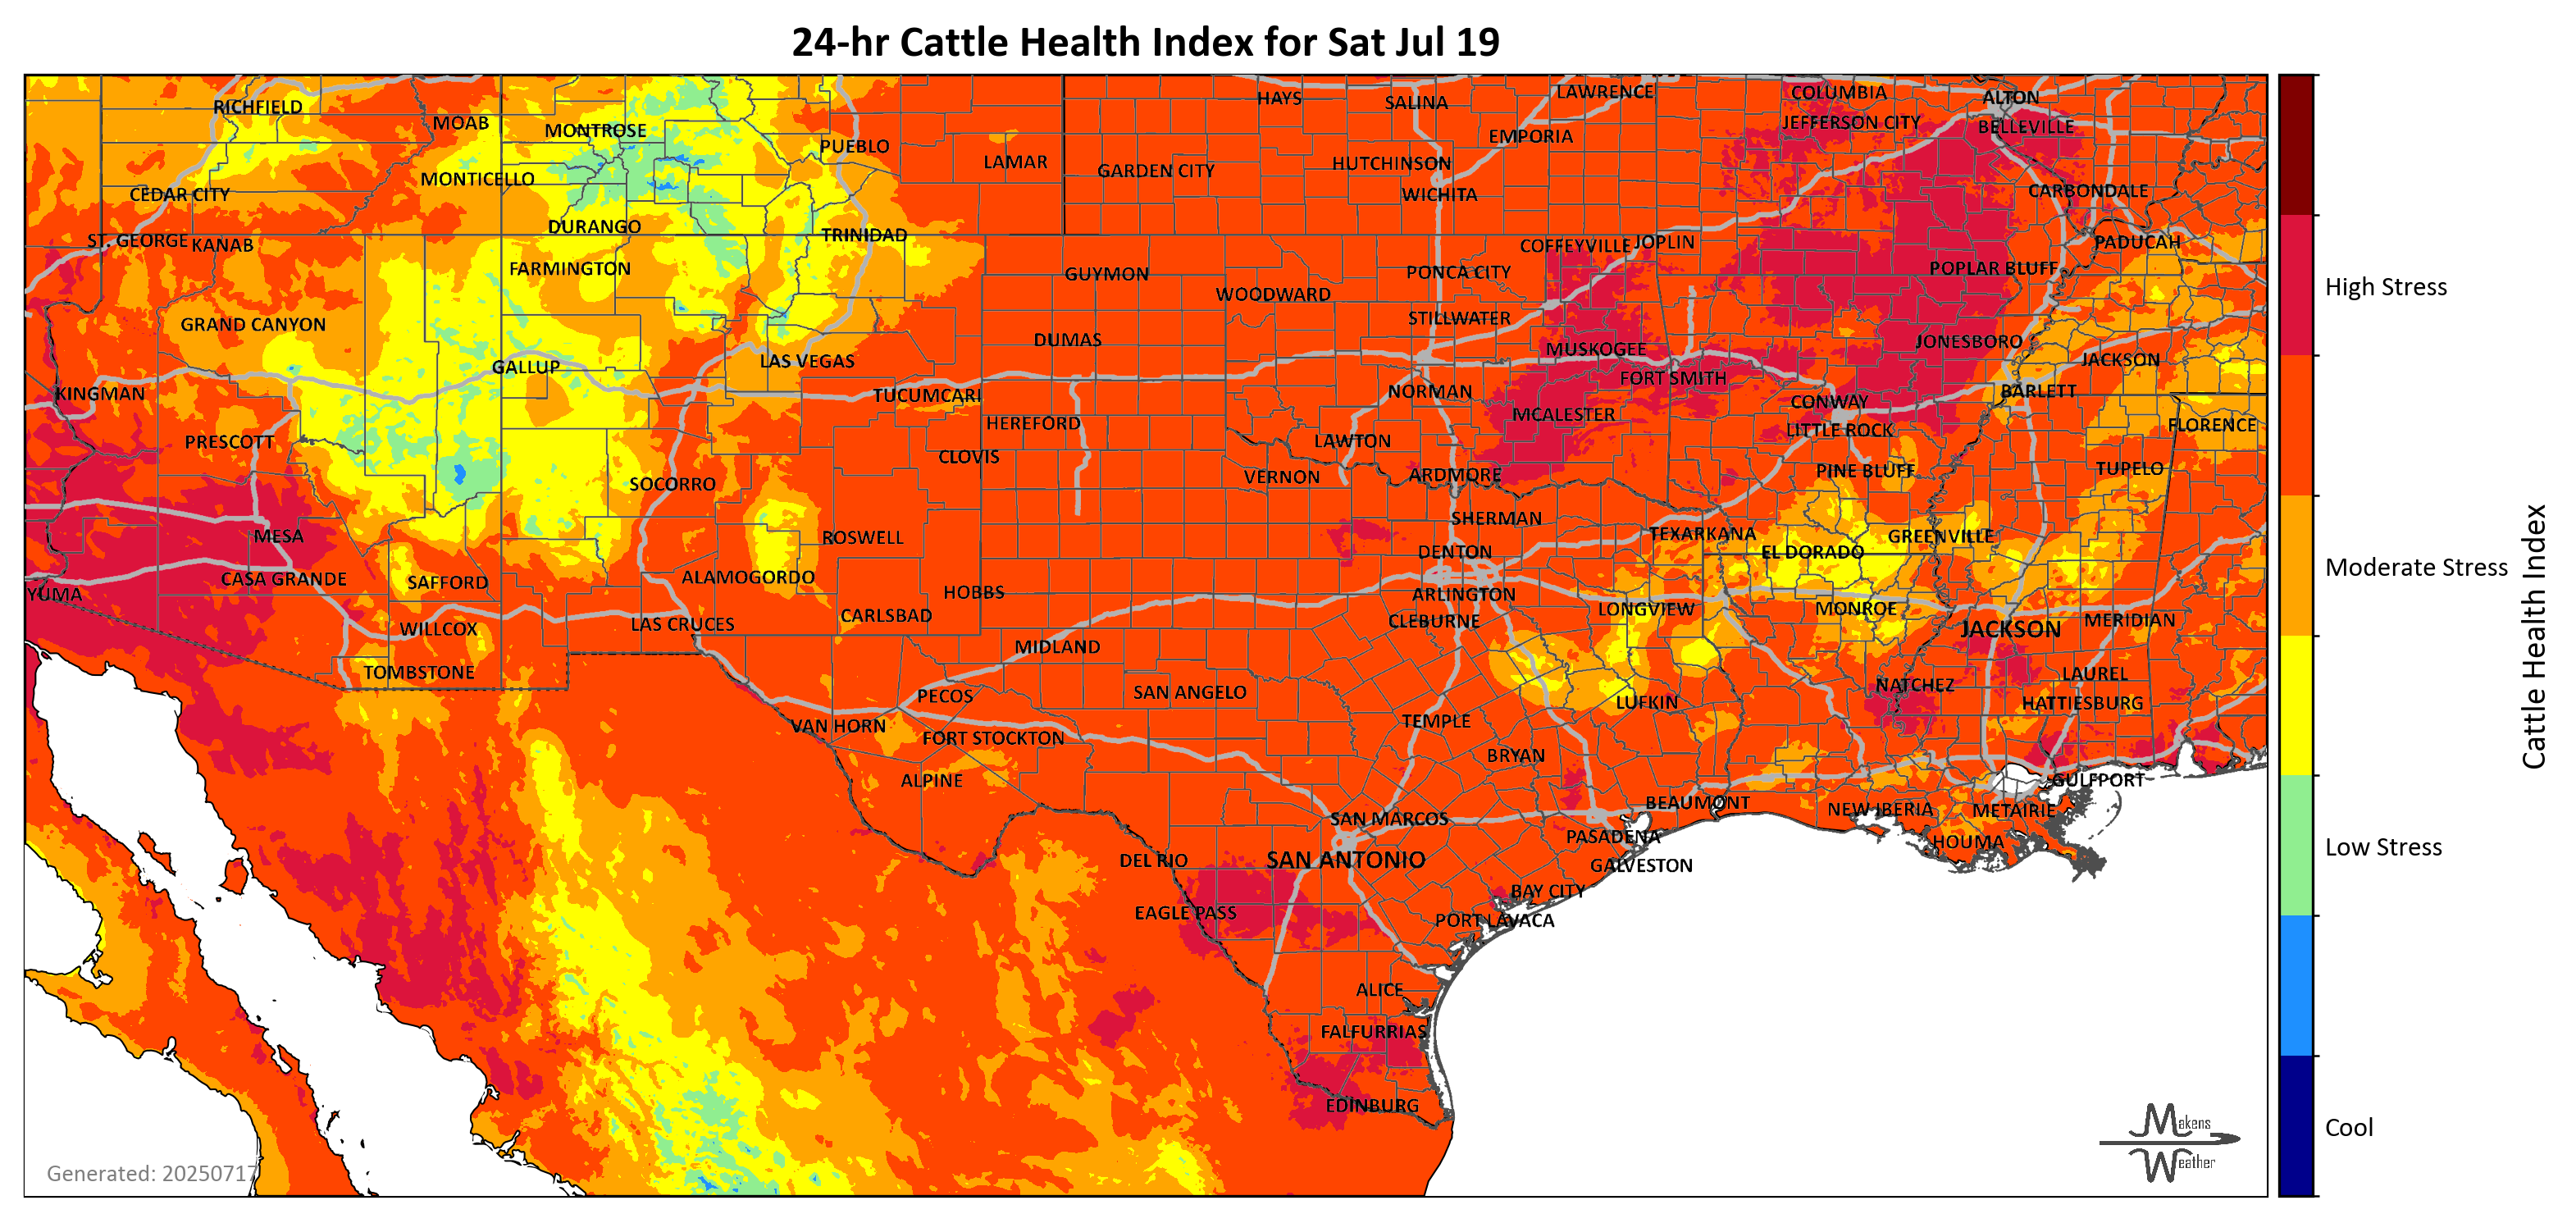 24-hr Cattle Health Index for Sat Jul 19
RICHFIELD
MOAB
MONTROSE
PUEBLO
LAMAR
HAYS
SALINA
LAWRENCE
COLUMBIA
ALTON
EMPORIA
JEFFERSON CITY
BELLEVILLE
GARDEN CITY
HUTCHINSON
WICHITA
MONTICELLO
CEDAR CITY
CARBONDALE
DURANGO
TRINIDAD
ST. GEORGE
KANAB
COFFEYVILLE
JOPLIN
PADUCAH
FARMINGTON
GUYMON
PONCA CITY
POPLAR BLUFF
WOODWARD
High Stress
GRAND CANYON
STILLWATER
DUMAS
MUSKOGEE
JONESBORO
GALLUP
LAS VEGAS
JACKSON
KINGMAN
TUCUMCARI
NORMAN
FORT SMITH
BARLETT
CONWAY
HEREFORD
MCALESTER
PRESCOTT
LAWTON
LITTLE ROCK
FLORENCE
CLOVIS
SOCORRO
VERNON
ARDMORE
PINE BLUFF
TUPELO
SHERMAN
MESA
ROSWELL
TEXARKANA
GREENVILLE
DENTON
EL DORADO
Moderate Stress
CASA GRANDE
SAFFORD
ALAMOGORDO
YUMA
HOBBS
ARLINGTON
LONGVIEW
MONROE
CARLSBAD
CLEBURNE
WILLCOX
LAS CRUCES
JACKSON
MERIDIAN
MIDLAND
TOMBSTONE
LAUREL
PECOS
SAN ANGELO
NATCHEZ
LUFKIN
HATTIESBURG
VAN HORN
TEMPLE
FORT STOCKTON
BRYAN
Cattle Health Index
ALPINE
GULFPORT
BEAUMONT
NEW IBERIA
METAIRIE
SAN MARCOS
PASADENA
HOUMA
Low Stress
DEL RIO
SAN ANTONIO
GALVESTON
BAY CITY
EAGLE PASS
PORT LAVACA
ALICE
FALFURRIAS
EDINBURG
Cool
Makens
Weather
Generated: 20250717